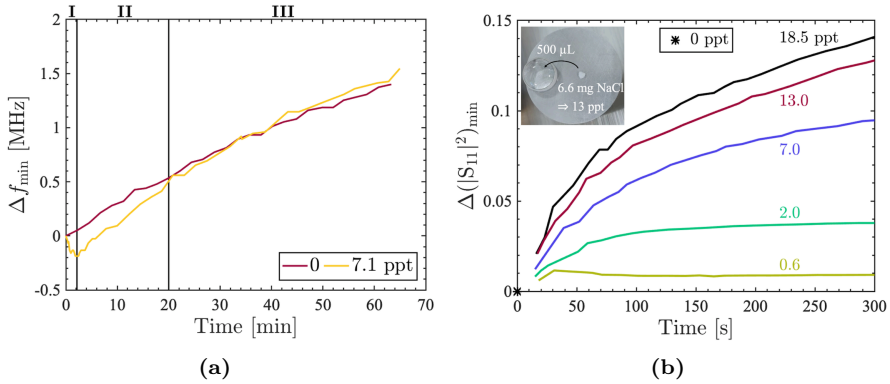 I II III
2
1.5
1
0.5
0
-0.5
Δ f_min [MHz]
0 7.1 ppt
0 10 20 30 40 50 60 70
Time [min]
(a)
0.15
0.1
0.05
0
Δ(|S₁₁|²)_min
500 µL
6.6 mg NaCl
⇒ 13 ppt
* 0 ppt
18.5 ppt
13.0
7.0
2.0
0.6
0 50 100 150 200 250 300
Time [s]
(b)